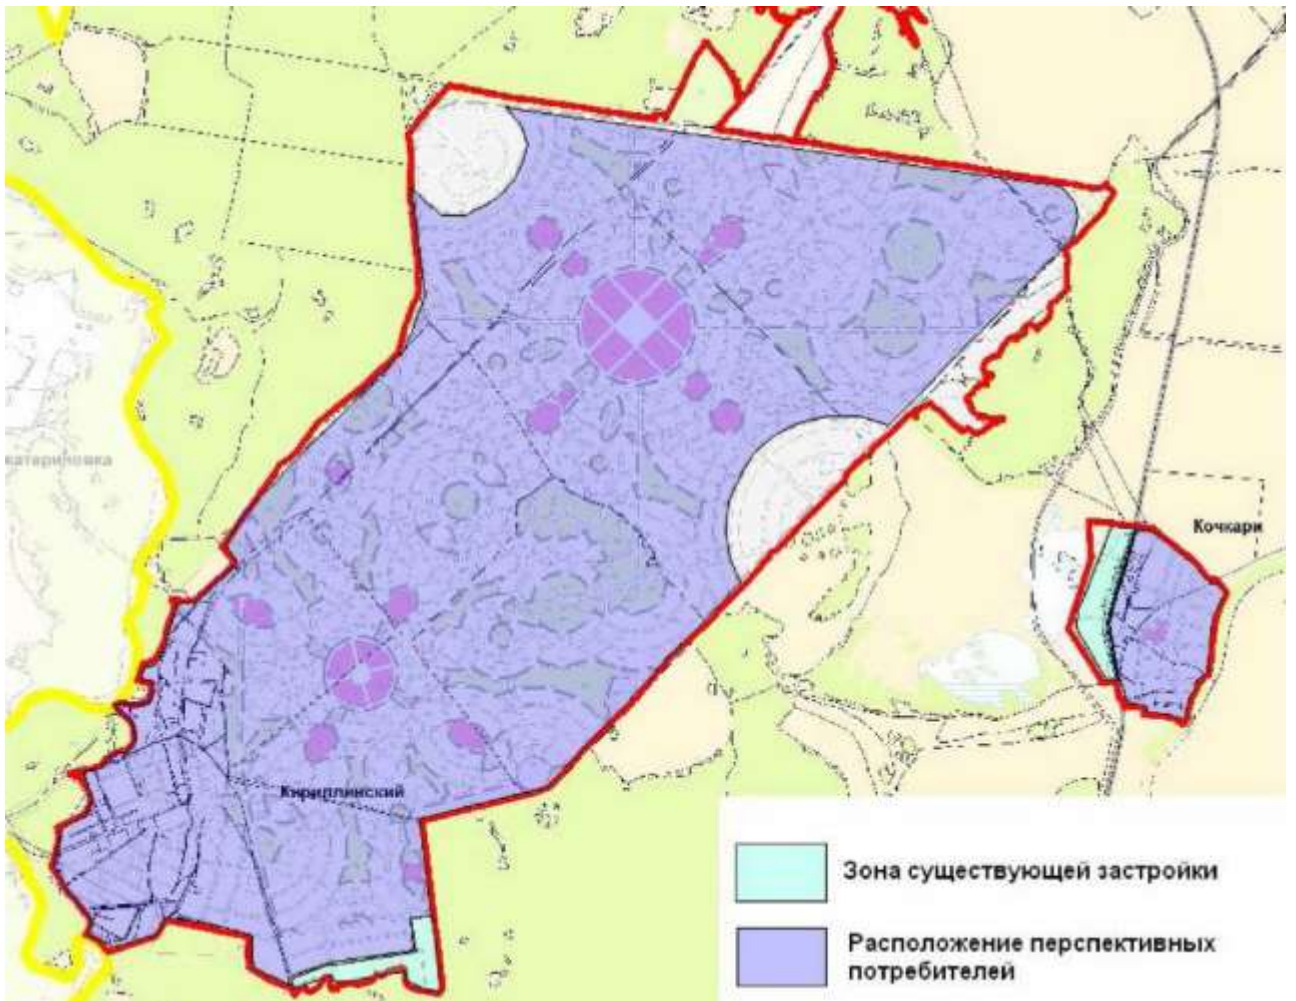 Кочкари
Кириллинский
Зона существующей застройки
Расположение перспективных
потребителей